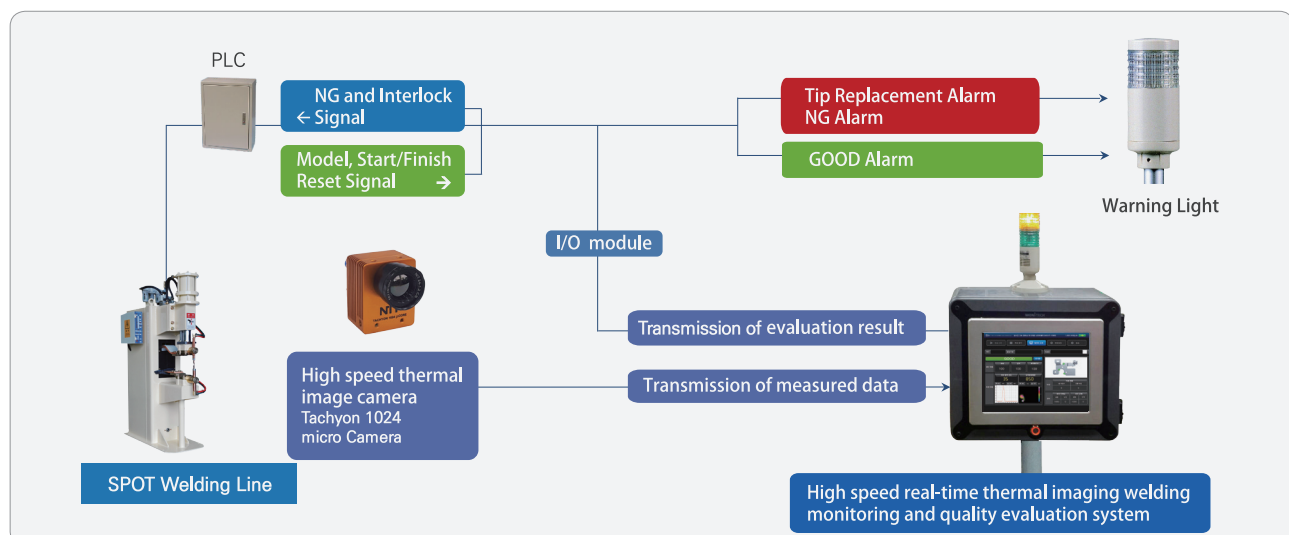 PLC
NG and Interlock
← Signal
Model, Start/Finish
Reset Signal →
Tip Replacement Alarm
NG Alarm
GOOD Alarm
Warning Light
I/O module
NIT
Transmission of evaluation result
High speed thermal
image camera
Tachyon 1024
micro Camera
Transmission of measured data
SPOT Welding Line
High speed real-time thermal imaging welding
monitoring and quality evaluation system